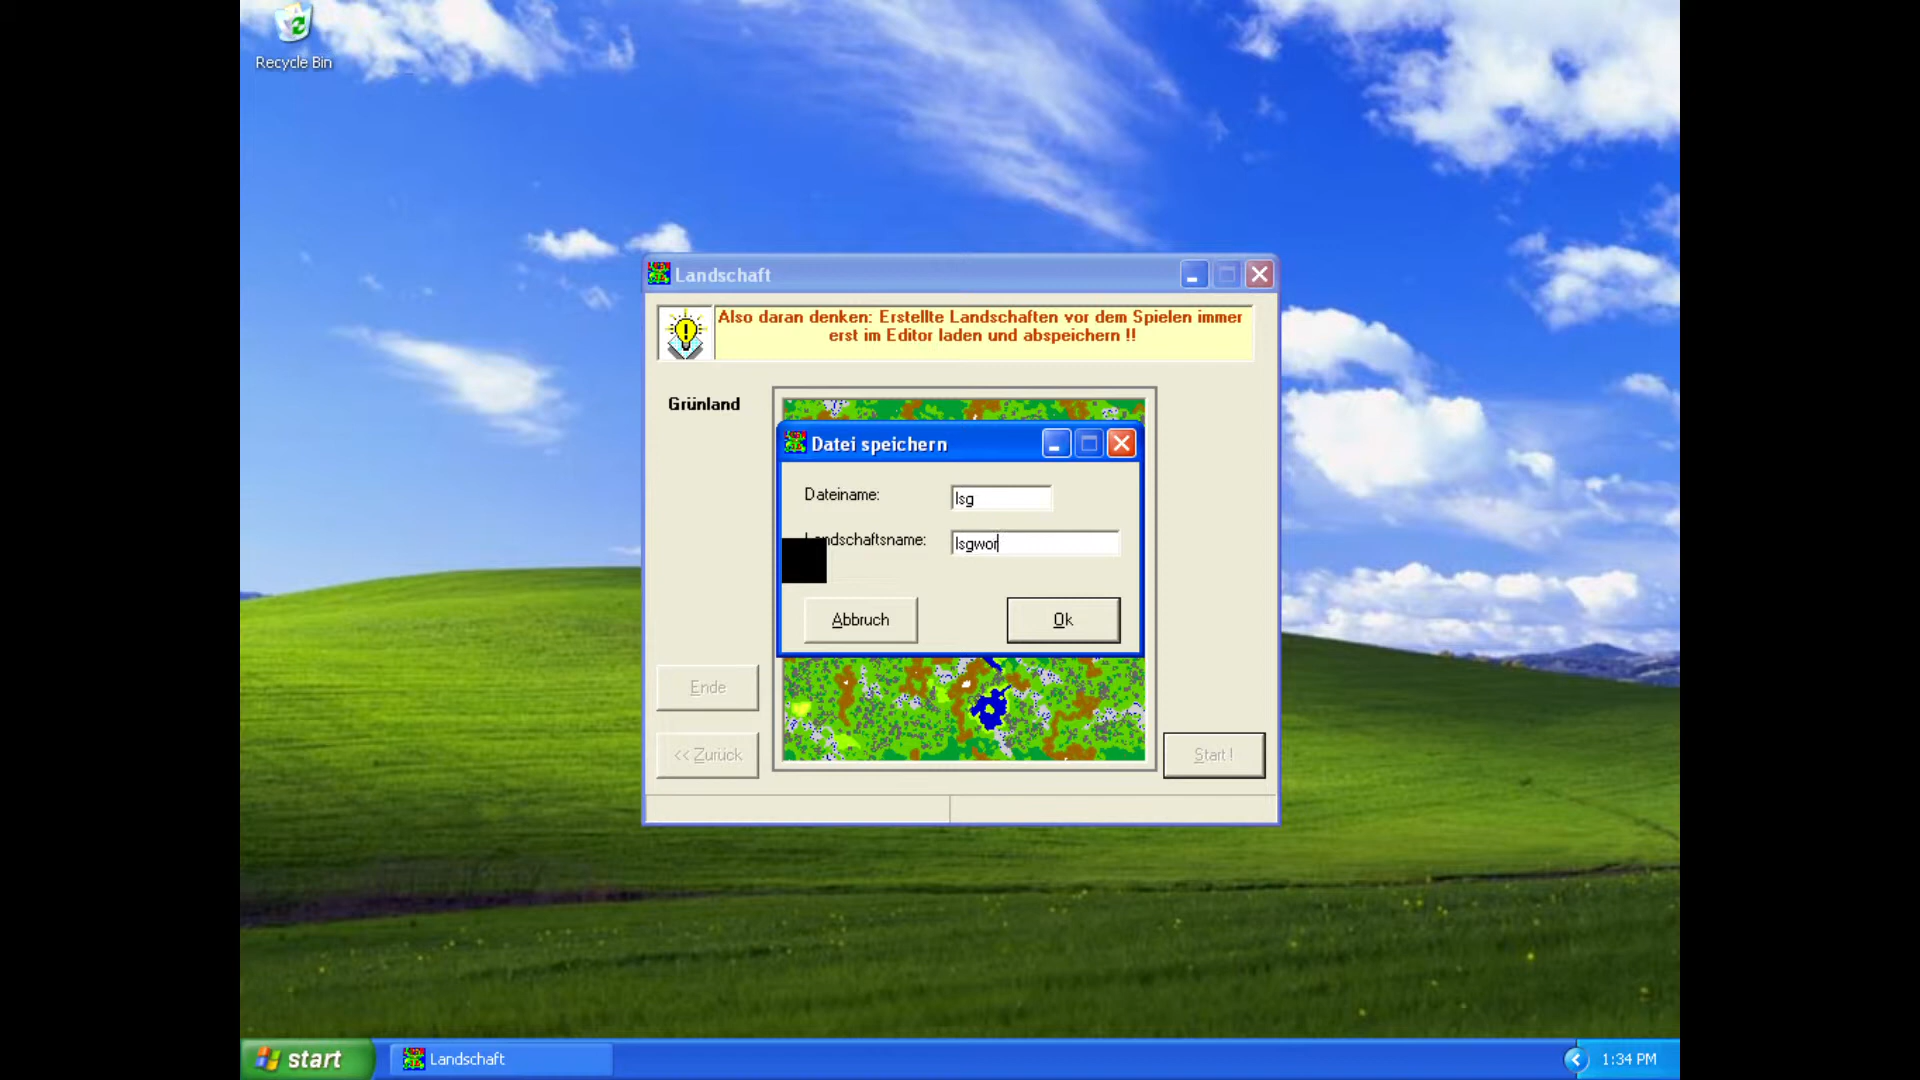 Recycle Bin
Landschaft
Also daran denken: Erstellte Landschaften vor dem Spielen immer
erst im Editor laden und abspeichern !!
Grünland
Datei speichern
Dateiname:
lsg
Landschaftsname:
lsgwor
Abbruch
Ok
Ende
<< Zurück
Start !
start
Landschaft
1:34 PM